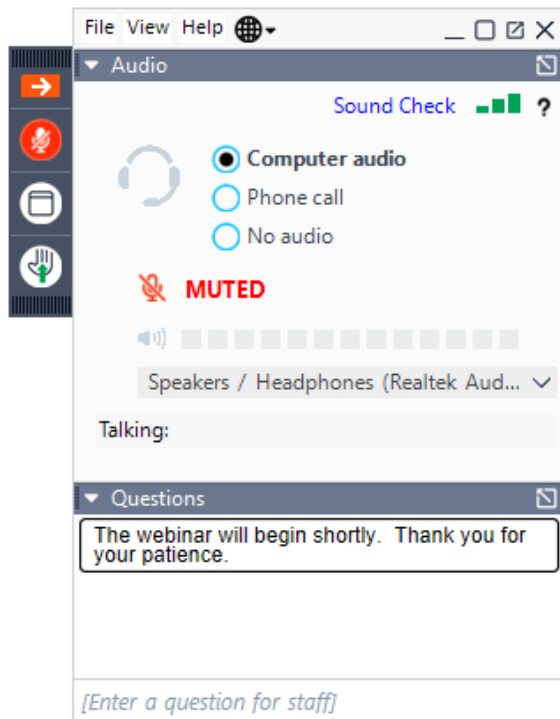 File View Help
Audio
Sound Check ?
Computer audio
Phone call
No audio
MUTED
Speakers / Headphones (Realtek Aud...
Talking:
Questions
The webinar will begin shortly.  Thank you for
your patience.
[Enter a question for staff]